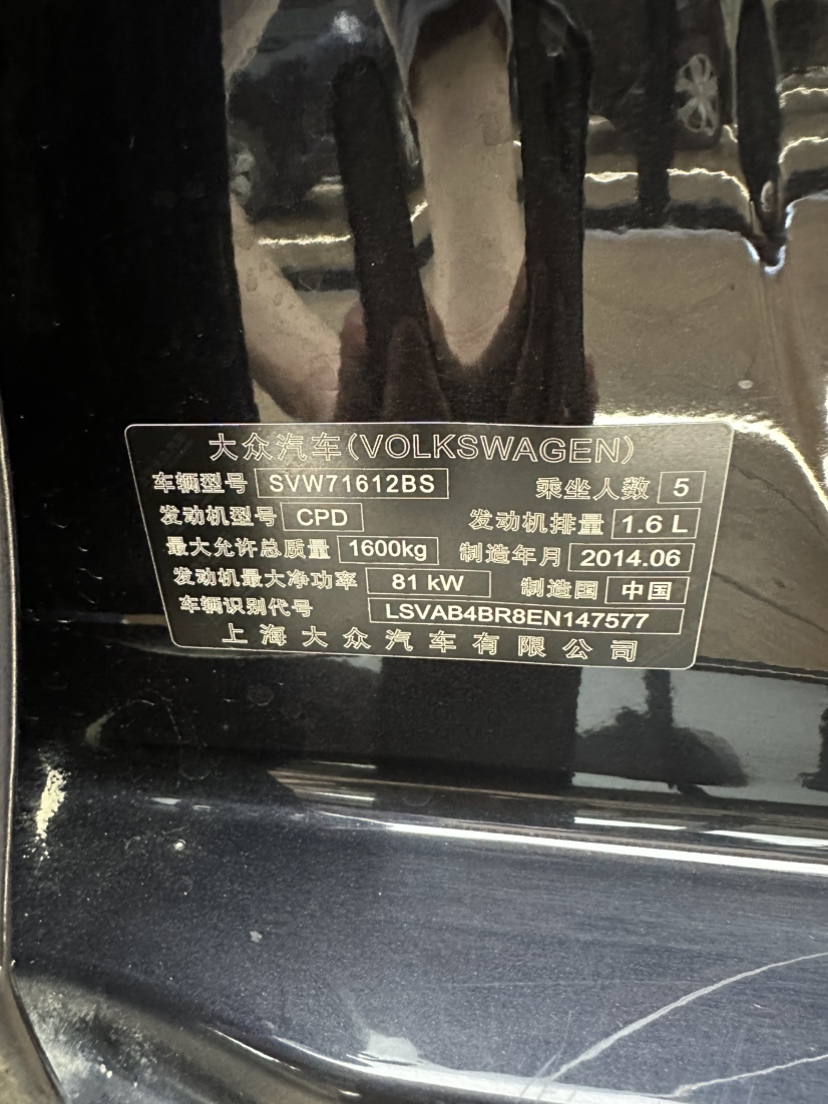 大众汽车(VOLKSWAGEN)
车辆型号 SVW71612BS 乘坐人数 5
发动机型号 CPD 发动机排量 1.6 L
最大允许总质量 1600kg 制造年月 2014.06
发动机最大净功率 81 kW 制造国 中国
车辆识别代号 LSVAB4BR8EN147577
上海大众汽车有限公司